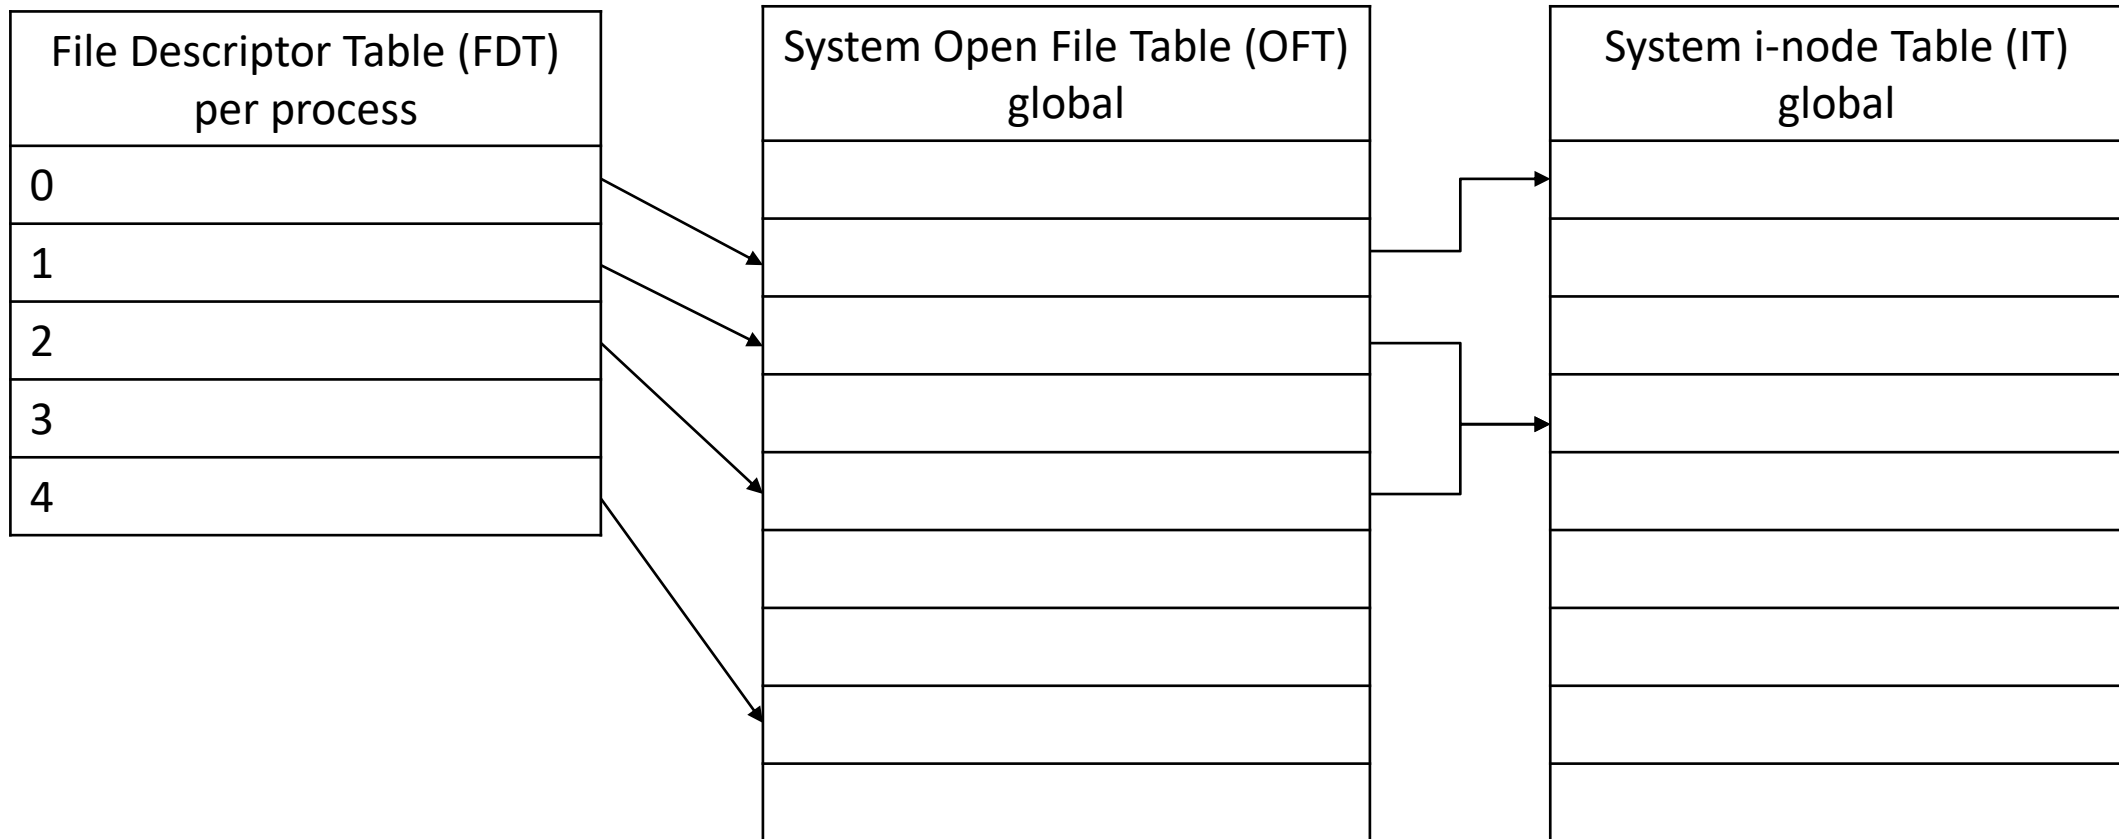 File Descriptor Table (FDT)
per process
0
1
2
3
4
System Open File Table (OFT)
global
System i-node Table (IT)
global